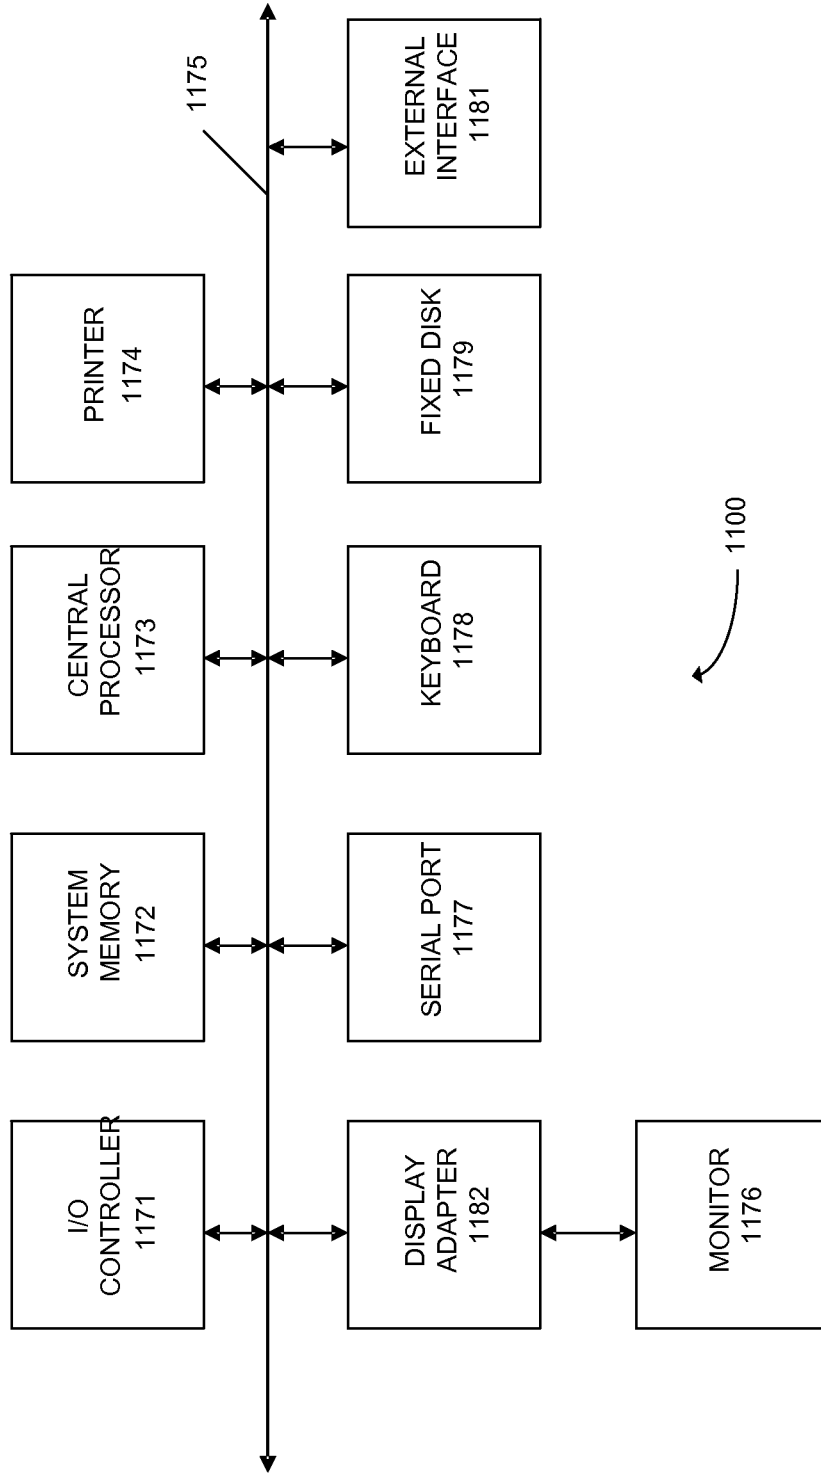 I/O
CONTROLLER
1171
SYSTEM
MEMORY
1172
CENTRAL
PROCESSOR
1173
PRINTER
1174
1175
DISPLAY
ADAPTER
1182
SERIAL PORT
1177
KEYBOARD
1178
FIXED DISK
1179
EXTERNAL
INTERFACE
1181
MONITOR
1176
1100